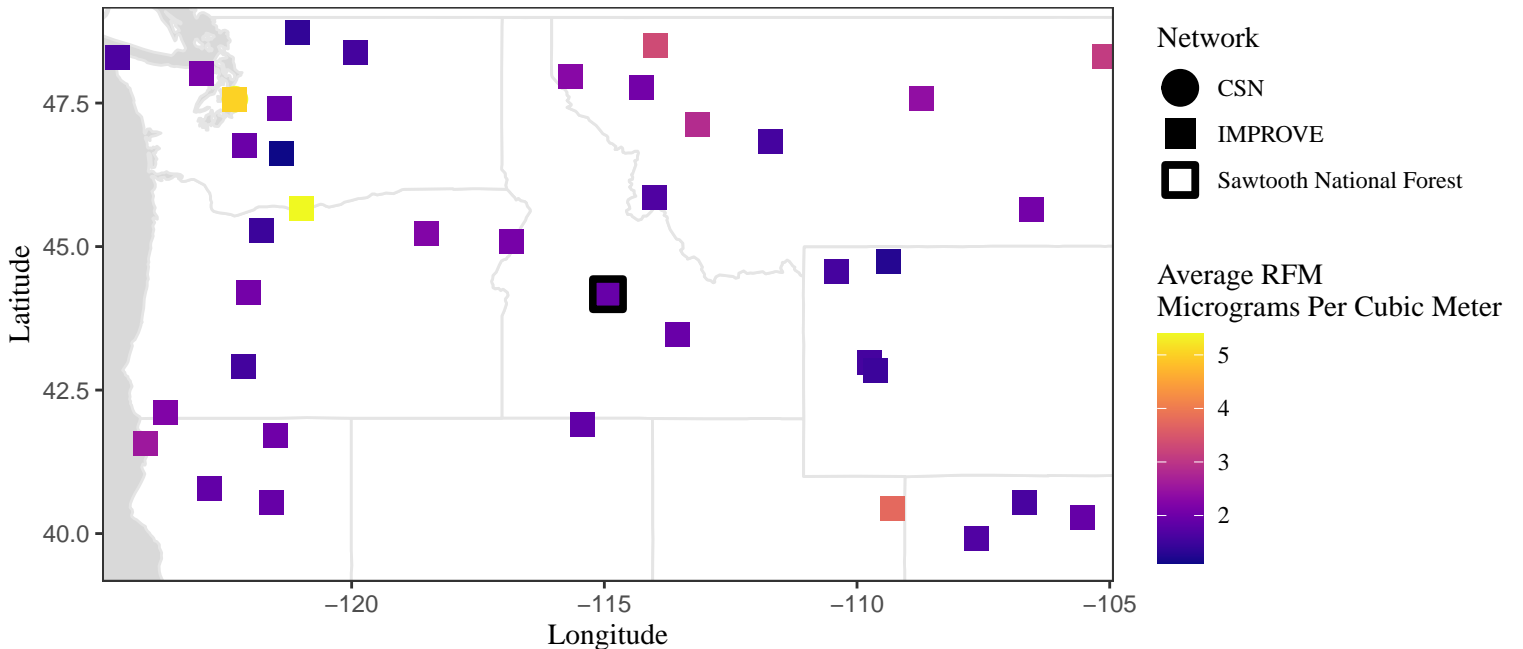 47.5
45.0
42.5
40.0
Latitude
−120
−115
−110
−105
Longitude
Network
CSN
IMPROVE
Sawtooth National Forest
Average RFM
Micrograms Per Cubic Meter
5
4
3
2